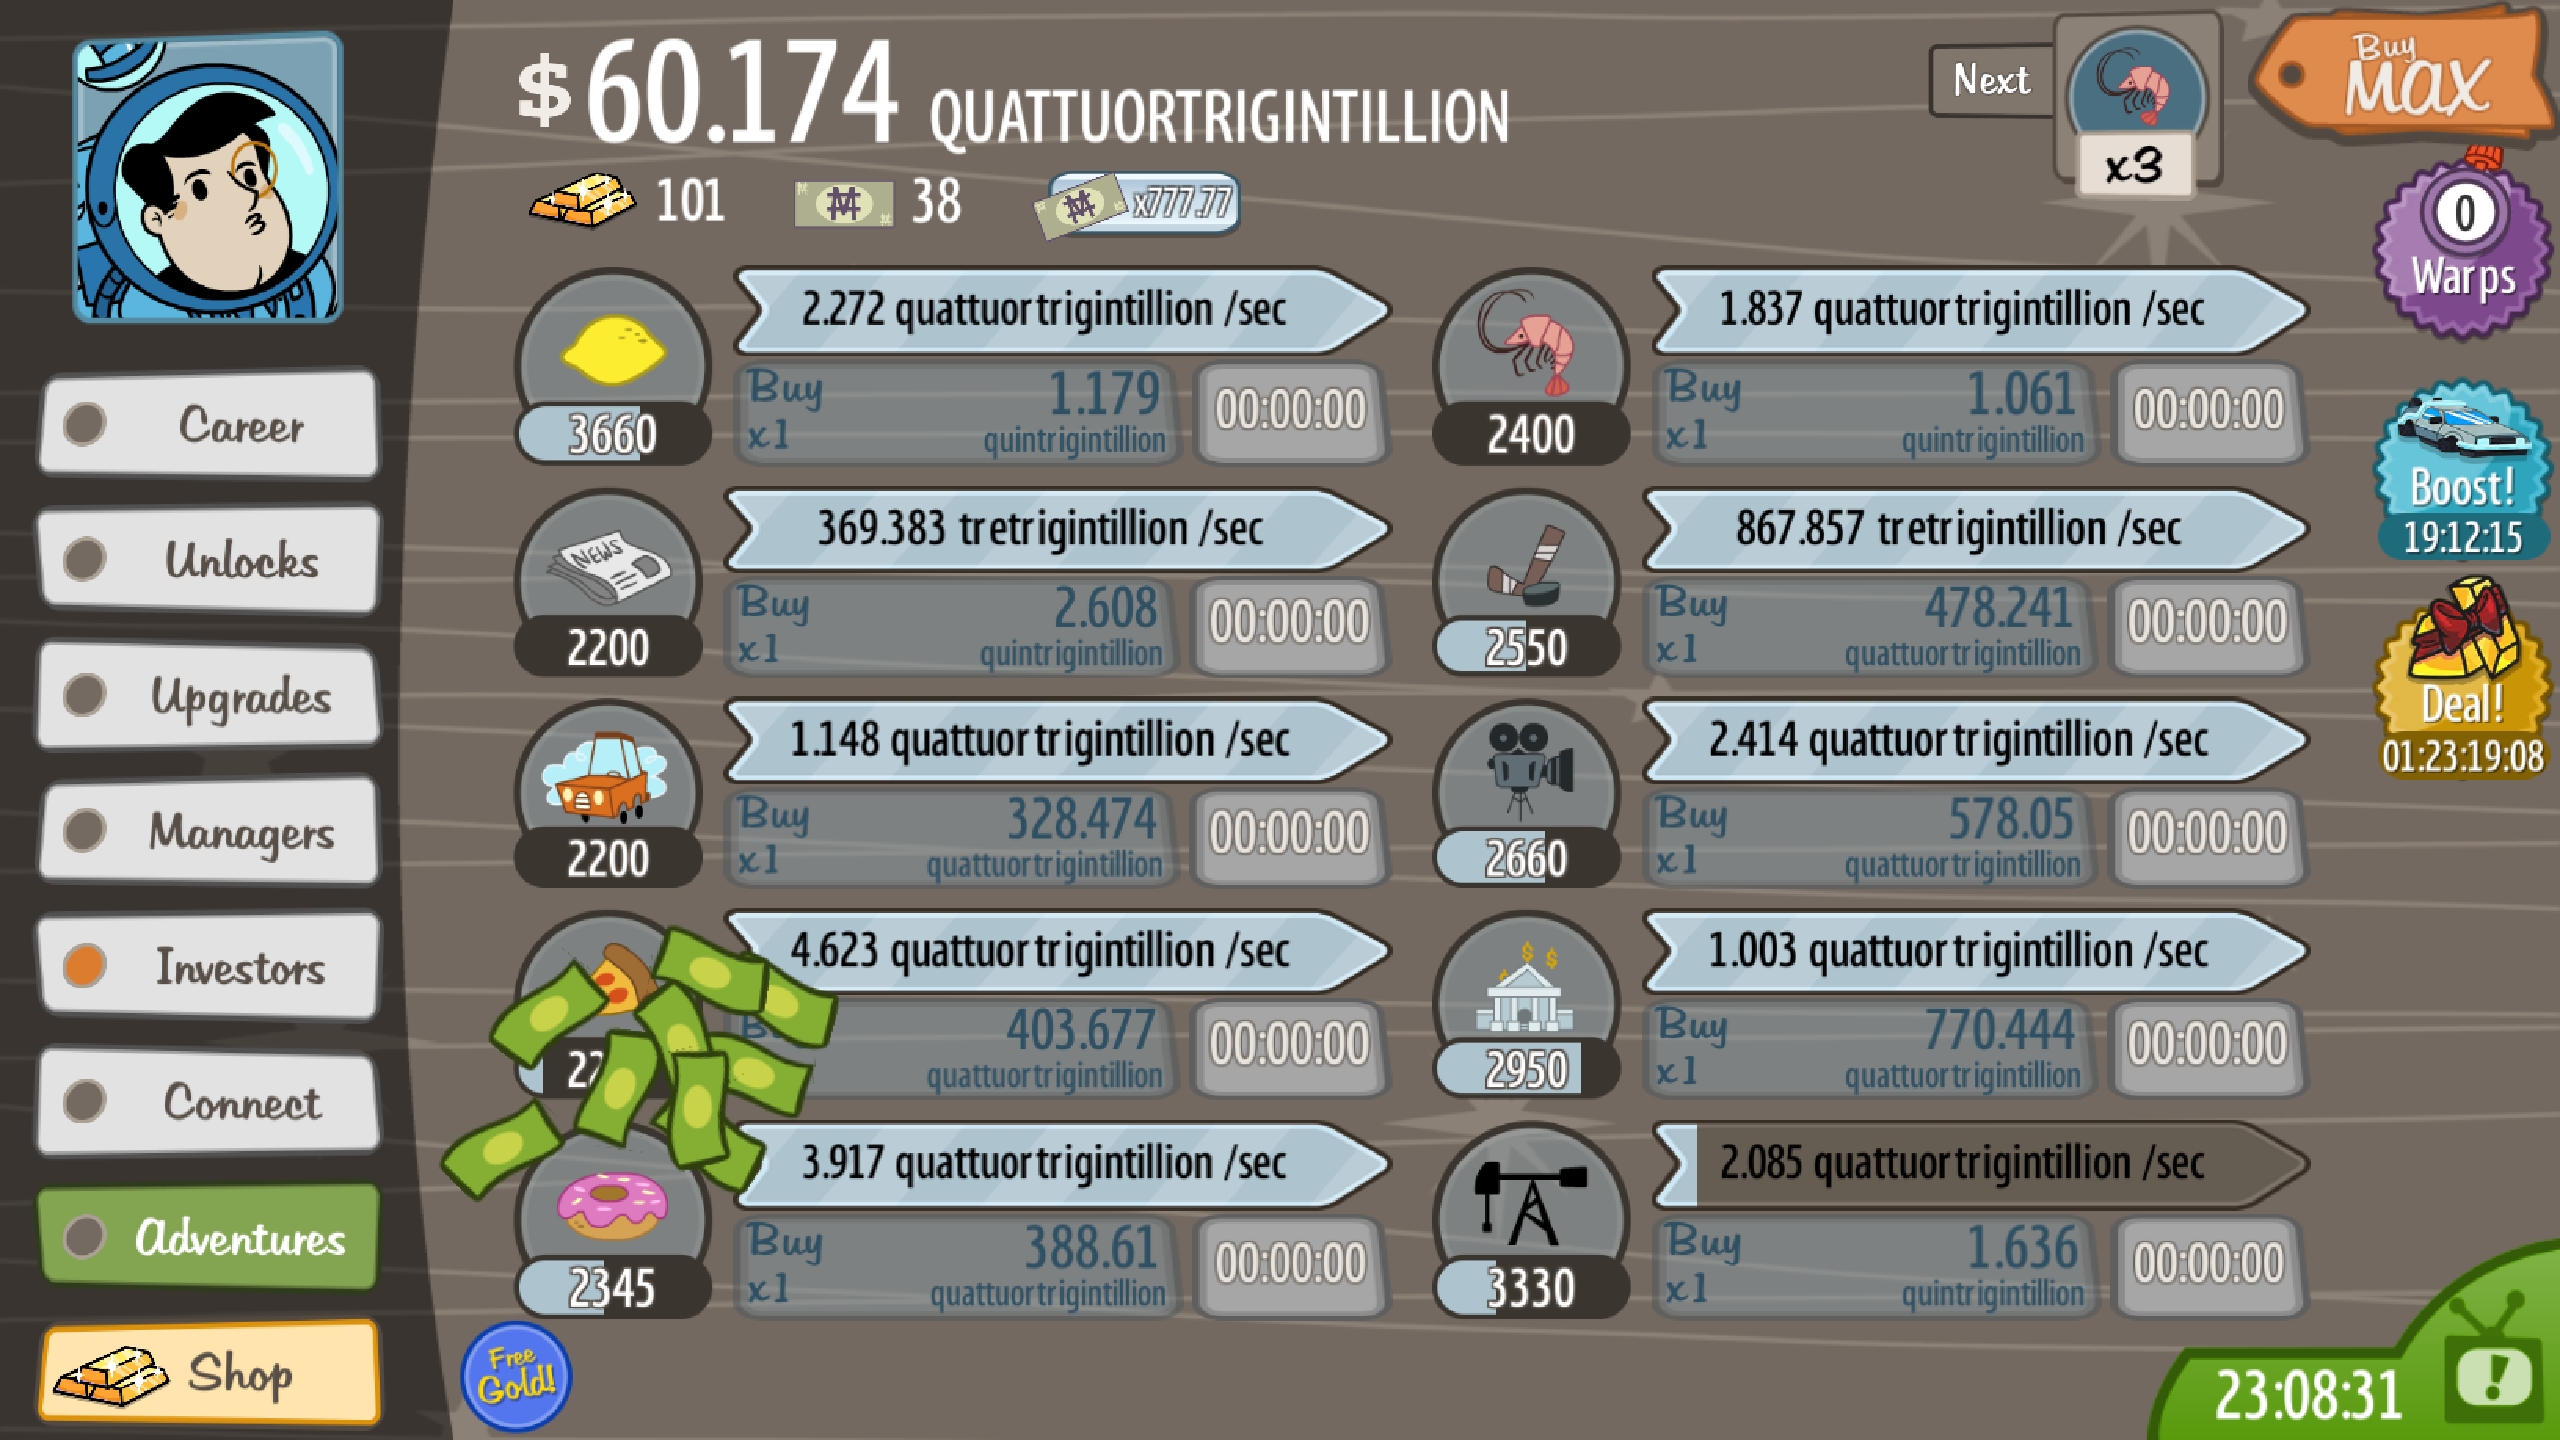 $60.174 QUATTUORTRIGINTILLION
101 38 x777.77
Next
x3
Buy
MAX
0
Warps
Boost!
19:12:15
Deal!
01:23:19:08
Career
Unlocks
Upgrades
Managers
Investors
Connect
Adventures
Shop
2.272 quattuortrigintillion /sec
3660
Buy 1.179
x1 quintrigintillion
00:00:00
1.837 quattuortrigintillion /sec
2400
Buy 1.061
x1 quintrigintillion
00:00:00
NEWS
369.383 tretrigintillion /sec
2200
Buy 2.608
x1 quintrigintillion
00:00:00
867.857 tretrigintillion /sec
2550
Buy 478.241
x1 quattuortrigintillion
00:00:00
1.148 quattuortrigintillion /sec
2200
Buy 328.474
x1 quattuortrigintillion
00:00:00
2.414 quattuortrigintillion /sec
2660
Buy 578.05
x1 quattuortrigintillion
00:00:00
4.623 quattuortrigintillion /sec
403.677
quattuortrigintillion
00:00:00
1.003 quattuortrigintillion /sec
2950
Buy 770.444
x1 quattuortrigintillion
00:00:00
3.917 quattuortrigintillion /sec
2345
Buy 388.61
x1 quattuortrigintillion
00:00:00
2.085 quattuortrigintillion /sec
3330
Buy 1.636
x1 quintrigintillion
00:00:00
Free
Gold!
23:08:31